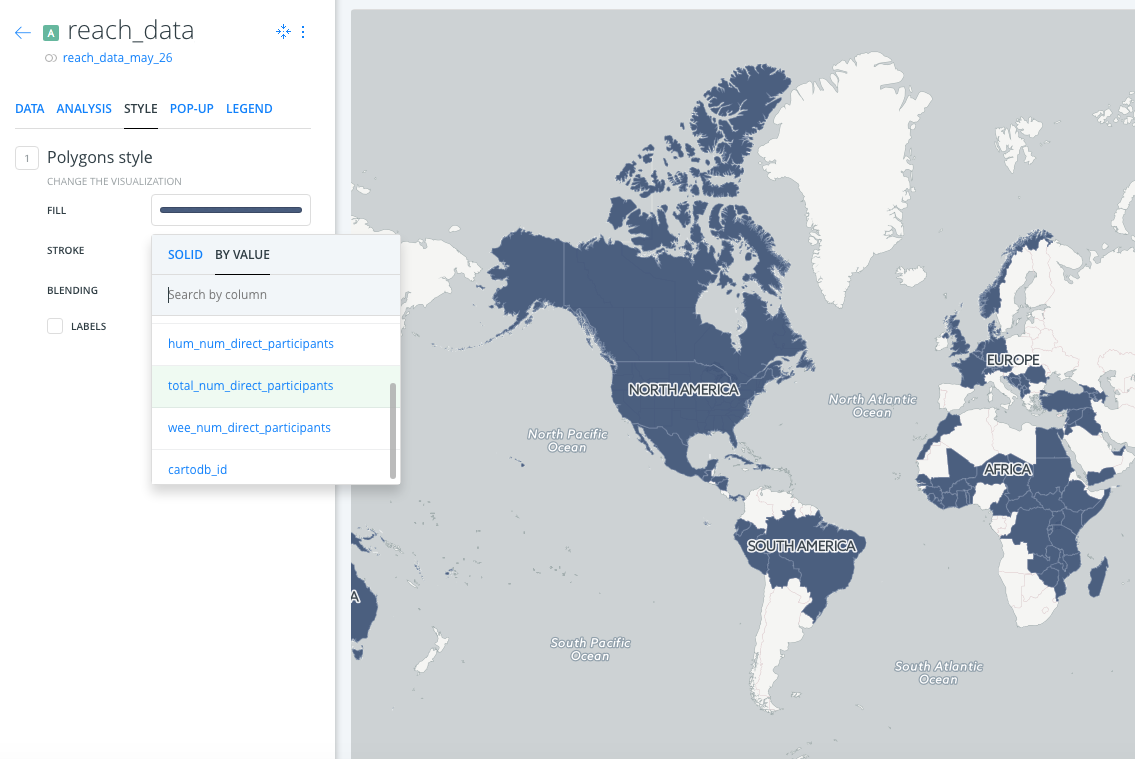 A reach_data
reach_data_may_26
DATA ANALYSIS STYLE POP-UP LEGEND
1 Polygons style
CHANGE THE VISUALIZATION
FILL
STROKE
SOLID BY VALUE
BLENDING
Search by column
LABELS
hum_num_direct_participants
total_num_direct_participants
wee_num_direct_participants
cartodb_id
EUROPE
NORTH AMERICA
North Atlantic
Ocean
North Pacific
Ocean
AFRICA
SOUTH AMERICA
A
South Pacific
Ocean
South Atlantic
Ocean